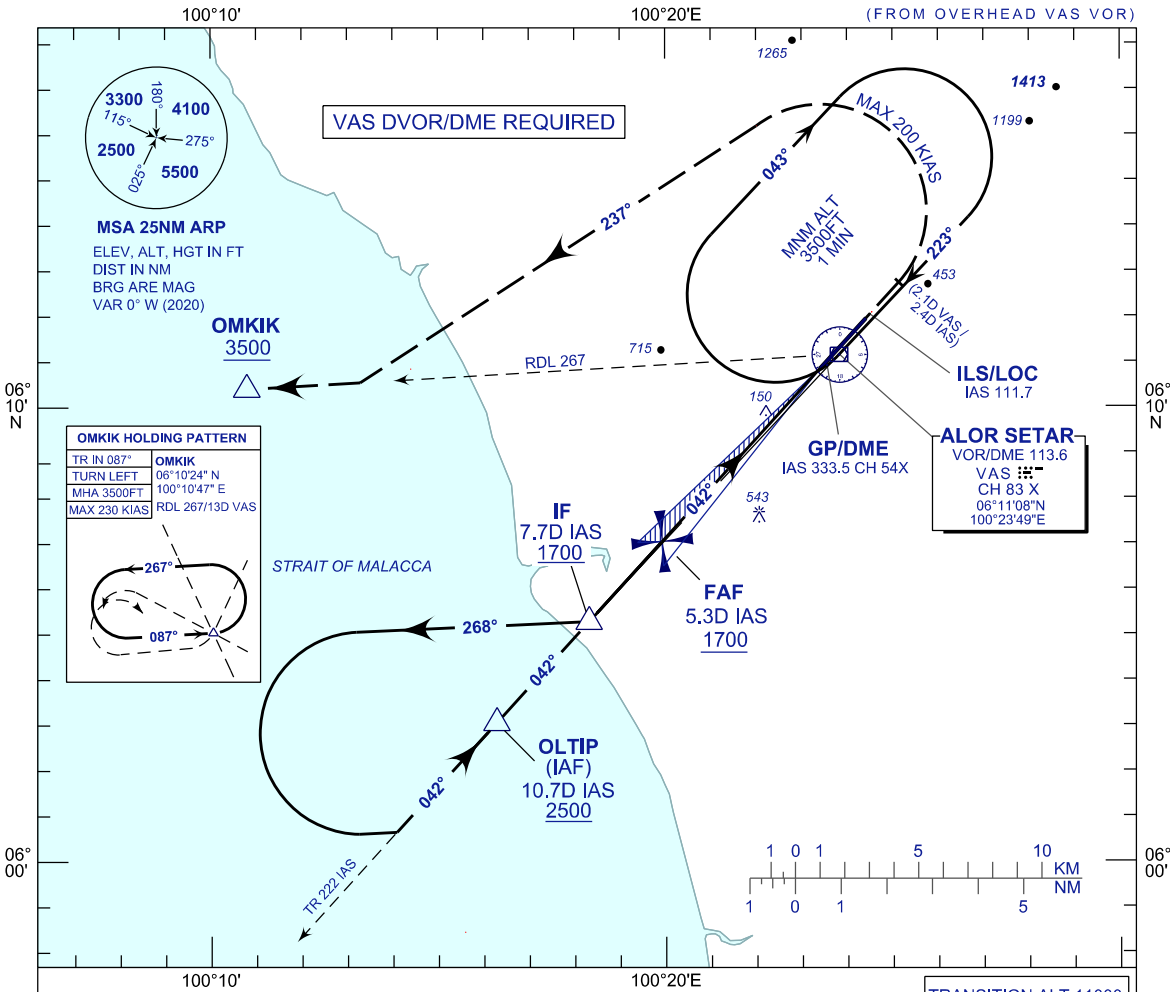 100°10'
100°20'E
(FROM OVERHEAD VAS VOR)
1265
1413
1199
3300
180°
4100
115°
275°
2500
025°
5500
VAS DVOR/DME REQUIRED
MAX 200 KIAS
043°
MNM ALT
3500FT
1 MIN
237°
223°
MSA 25NM ARP
ELEV, ALT, HGT IN FT
DIST IN NM
BRG ARE MAG
VAR 0° W (2020)
453
(2.1D VAS /
2.4D IAS)
OMKIK
3500
715
RDL 267
ILS/LOC
IAS 111.7
06°
10'
N
06°
10'
N
150
GP/DME
IAS 333.5 CH 54X
ALOR SETAR
VOR/DME 113.6
VAS
CH 83 X
06°11'08"N
100°23'49"E
OMKIK HOLDING PATTERN
TR IN 087°
TURN LEFT
MHA 3500FT
MAX 230 KIAS
OMKIK
06°10'24" N
100°10'47" E
RDL 267/13D VAS
267°
087°
042°
543
IF
7.7D IAS
1700
STRAIT OF MALACCA
FAF
5.3D IAS
1700
268°
042°
OLTIP
(IAF)
10.7D IAS
2500
042°
TR 222 IAS
06°
00'
06°
00'
1 0 1 5 10
KM
NM
1 0 1 5
100°10'
100°20'
TRANSITION ALT 11000